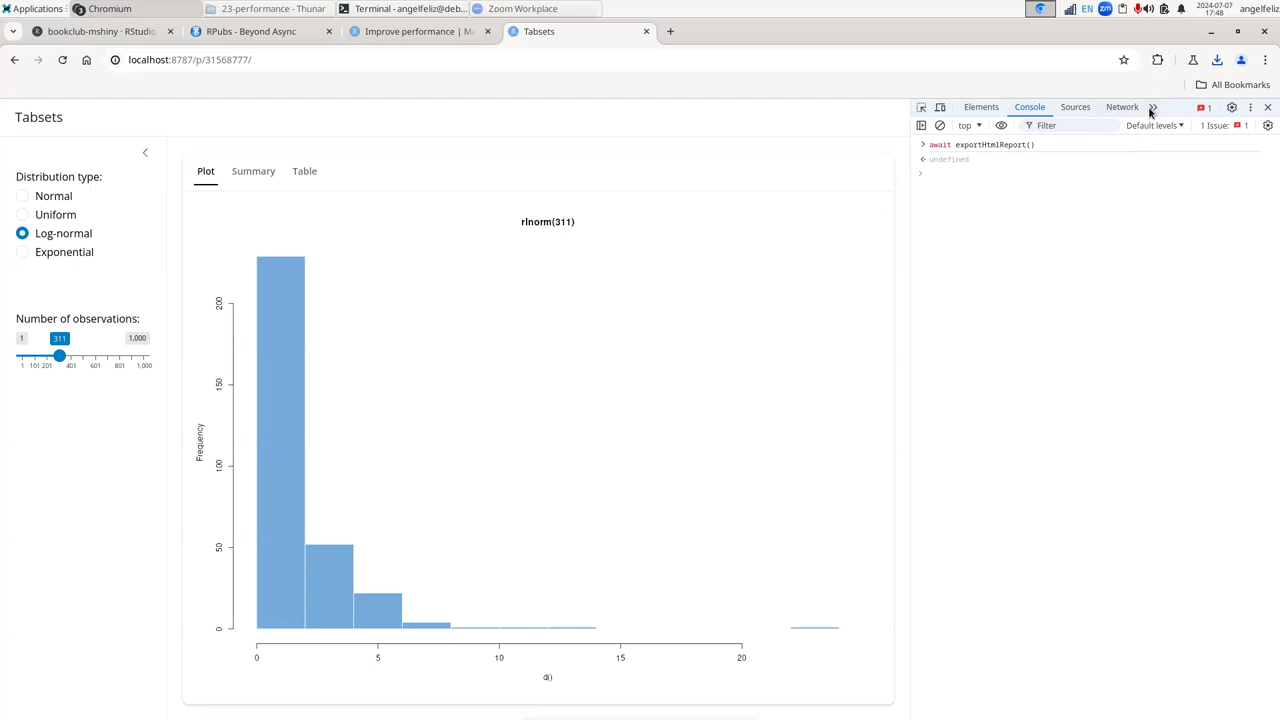 Applications
3 Chromium
23-performance - Thunar
Terminal - angelfeliz@deb...
Zoom Workplace
EN
zm
2024-07-07
17:48
angelfeliz
bookclub-mshiny · RStudio
RPubs - Beyond Async
Improve performance | Ma
Tabsets
localhost:8787/p/31568777/
All Bookmarks
Tabsets
Distribution type:
Normal
Uniform
Log-normal
Exponential
Number of observations:
1 311 1,000
1 101 201 401 601 801 1,000
Plot Summary Table
rlnorm(311)
Frequency
200
150
100
50
0
0 5 10 15 20
d()
Elements Console Sources Network 1
top Filter Default levels 1 Issue: 1
await exportHtmlReport()
undefined